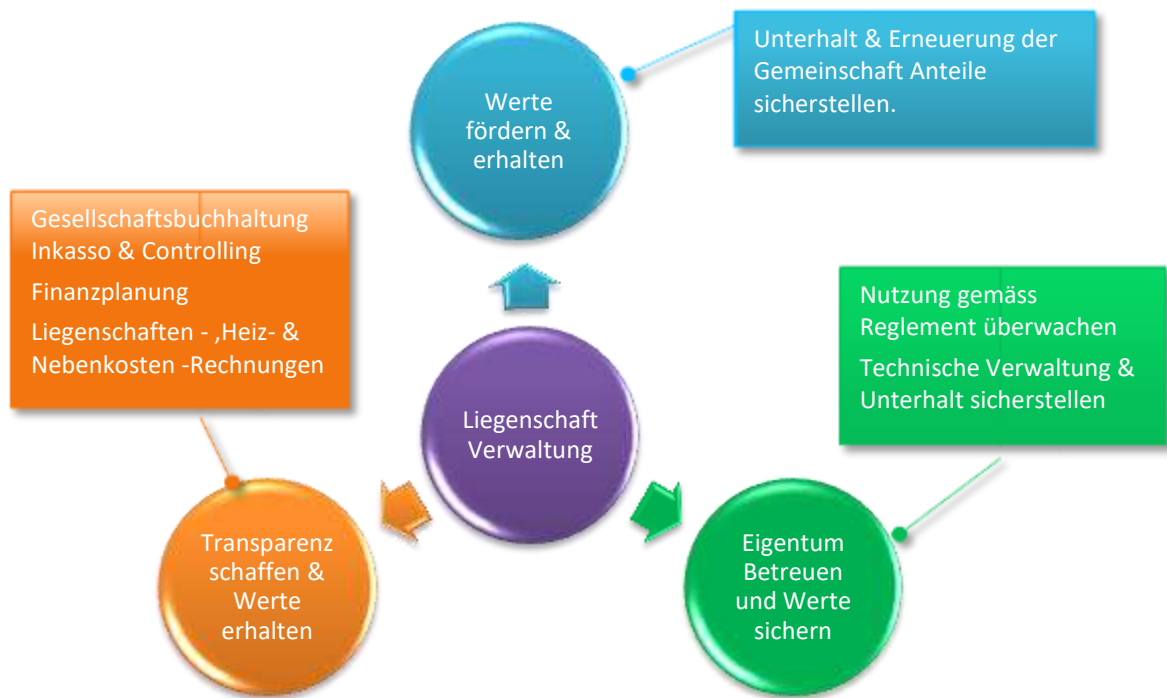 Unterhalt & Erneuerung der
Gemeinschaft Anteile
sicherstellen.
Werte
fördern &
erhalten
Gesellschaftsbuchhaltung
Inkasso & Controlling
Finanzplanung
Liegenschaften - ,Heiz- &
Nebenkosten -Rechnungen
Nutzung gemäss
Reglement überwachen
Technische Verwaltung &
Unterhalt sicherstellen
Liegenschaft
Verwaltung
Transparenz
schaffen &
Werte
erhalten
Eigentum
Betreuen
und Werte
sichern